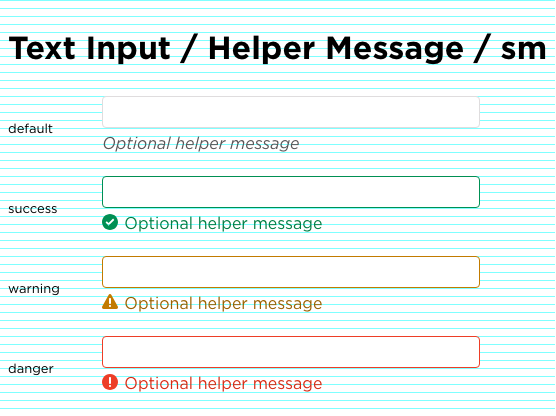 Text Input / Helper Message / sm
default
Optional helper message
success
Optional helper message
warning
Optional helper message
danger
Optional helper message